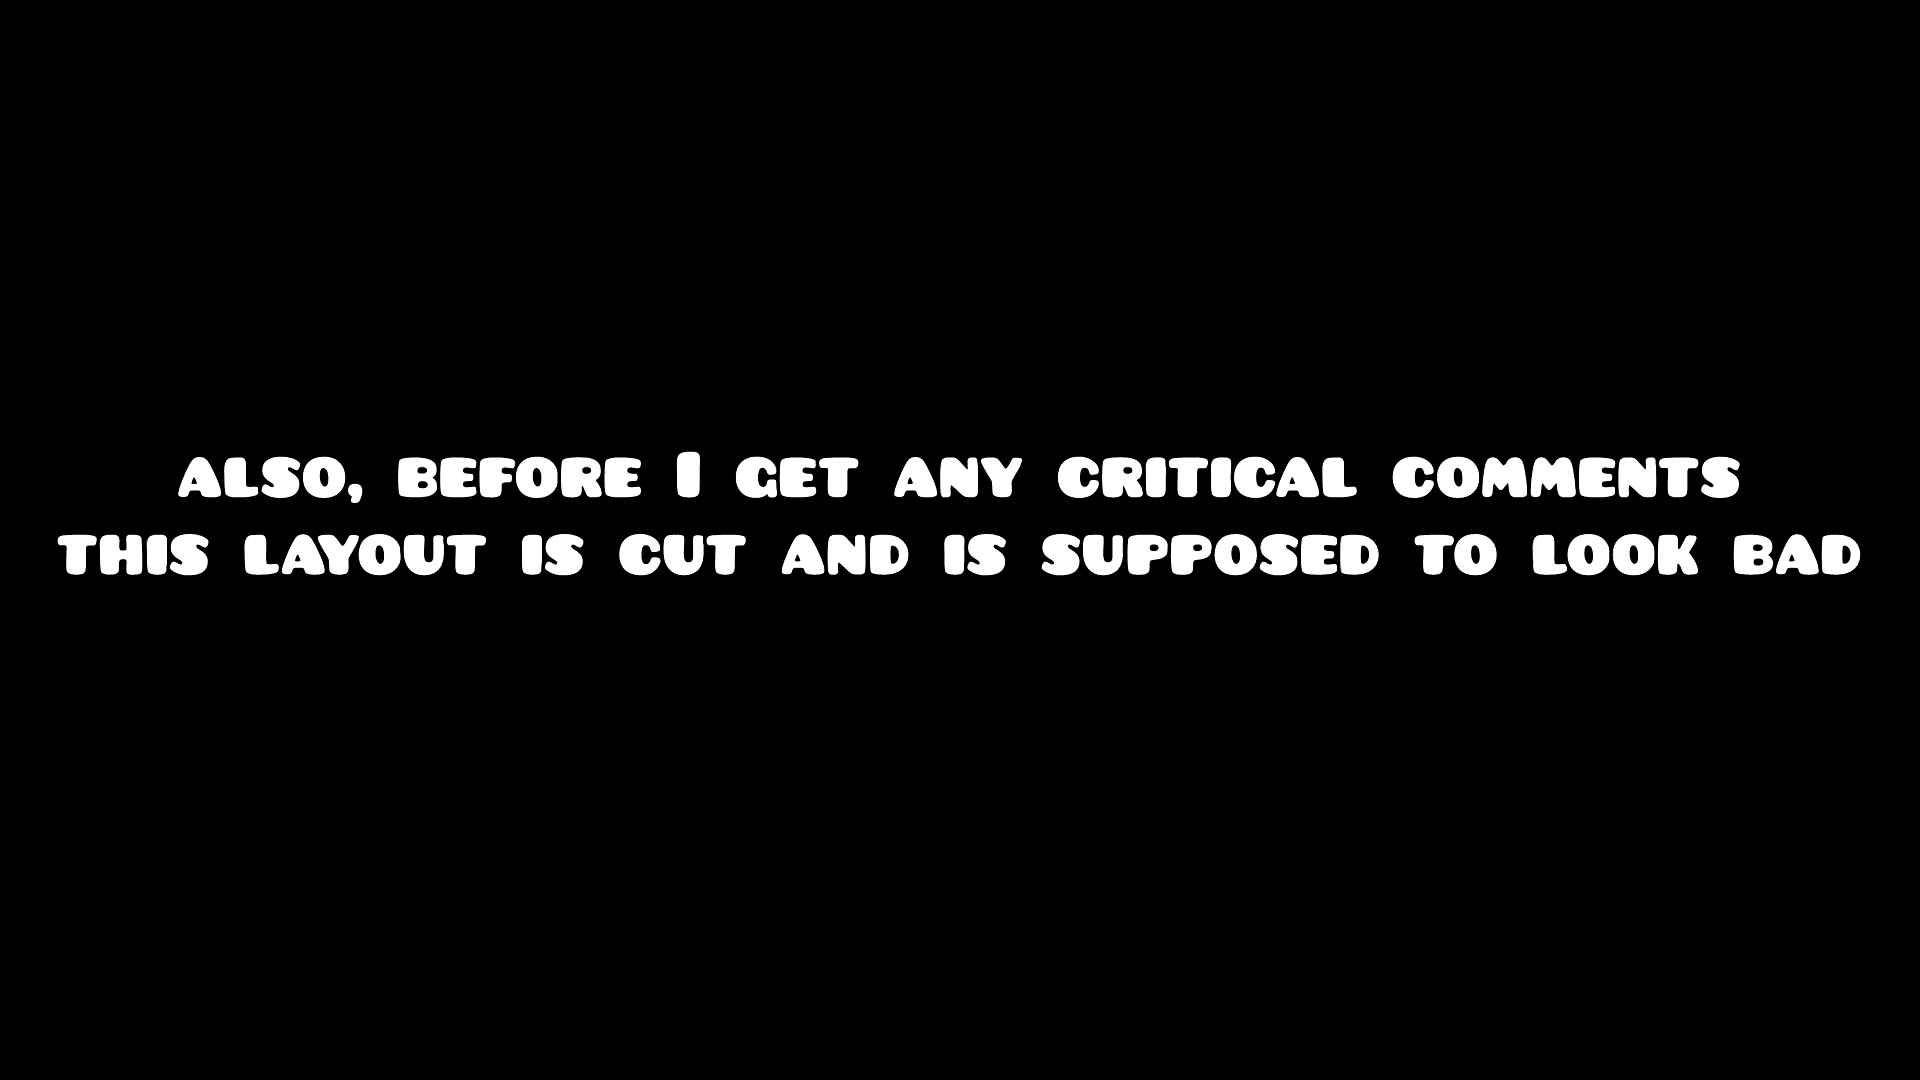 ALSO, BEFORE I GET ANY CRITICAL COMMENTS
THIS LAYOUT IS CUT AND IS SUPPOSED TO LOOK BAD